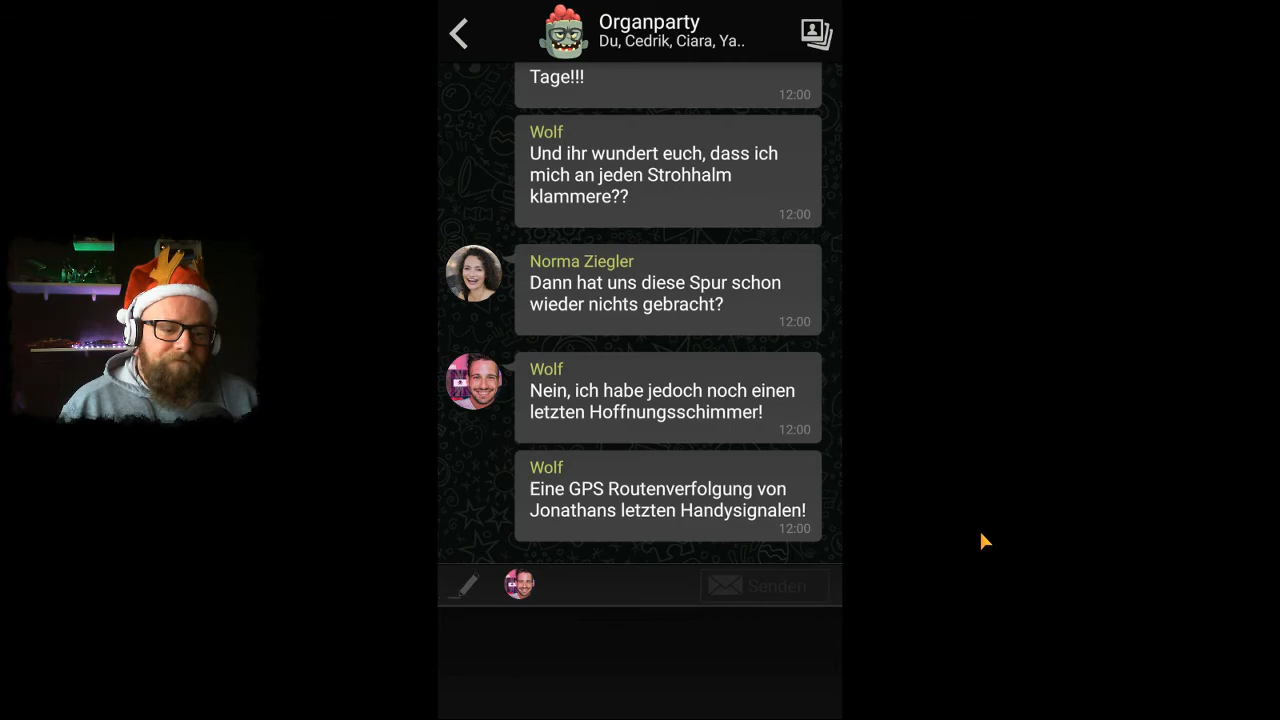 Organparty
Du, Cedrik, Ciara, Ya..
Tage!!!
12:00
Wolf
Und ihr wundert euch, dass ich
mich an jeden Strohhalm
klammere??
12:00
Norma Ziegler
Dann hat uns diese Spur schon
wieder nichts gebracht?
12:00
Wolf
Nein, ich habe jedoch noch einen
letzten Hoffnungsschimmer!
12:00
Wolf
Eine GPS Routenverfolgung von
Jonathans letzten Handysignalen!
12:00
Senden